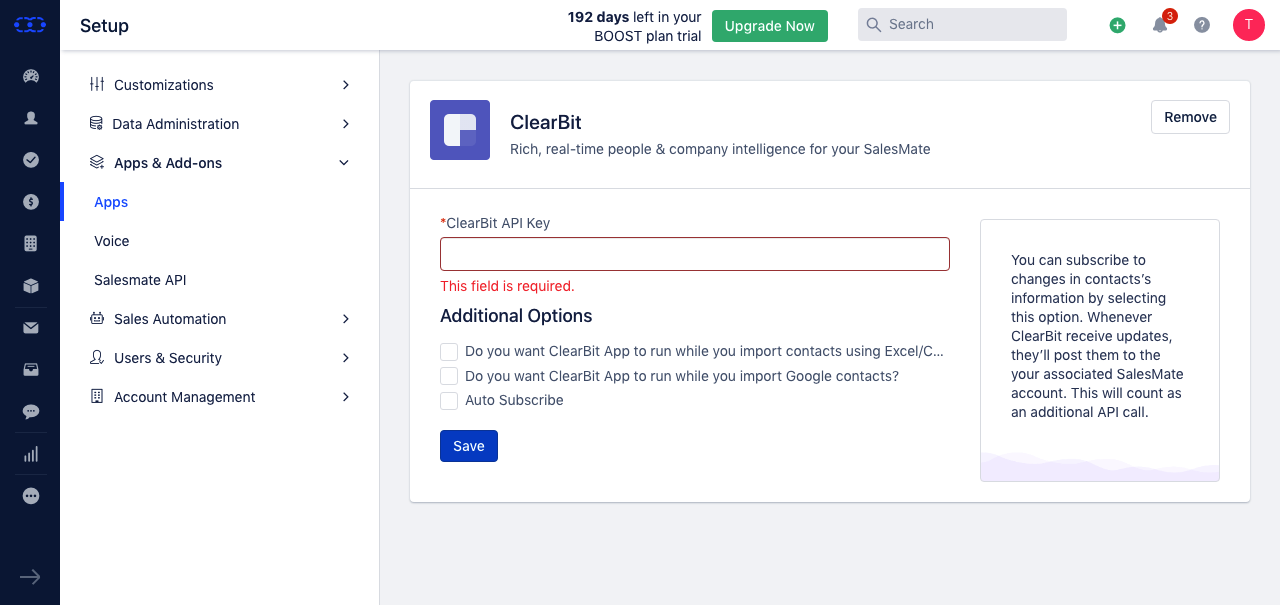 Setup
192 days left in your
BOOST plan trial
Upgrade Now
Search
3
T
Customizations
Data Administration
Apps & Add-ons
Apps
Voice
Salesmate API
Sales Automation
Users & Security
Account Management
ClearBit
Rich, real-time people & company intelligence for your SalesMate
Remove
*ClearBit API Key
This field is required.
Additional Options
Do you want ClearBit App to run while you import contacts using Excel/C...
Do you want ClearBit App to run while you import Google contacts?
Auto Subscribe
Save
You can subscribe to
changes in contacts’s
information by selecting
this option. Whenever
ClearBit receive updates,
they’ll post them to the
your associated SalesMate
account. This will count as
an additional API call.